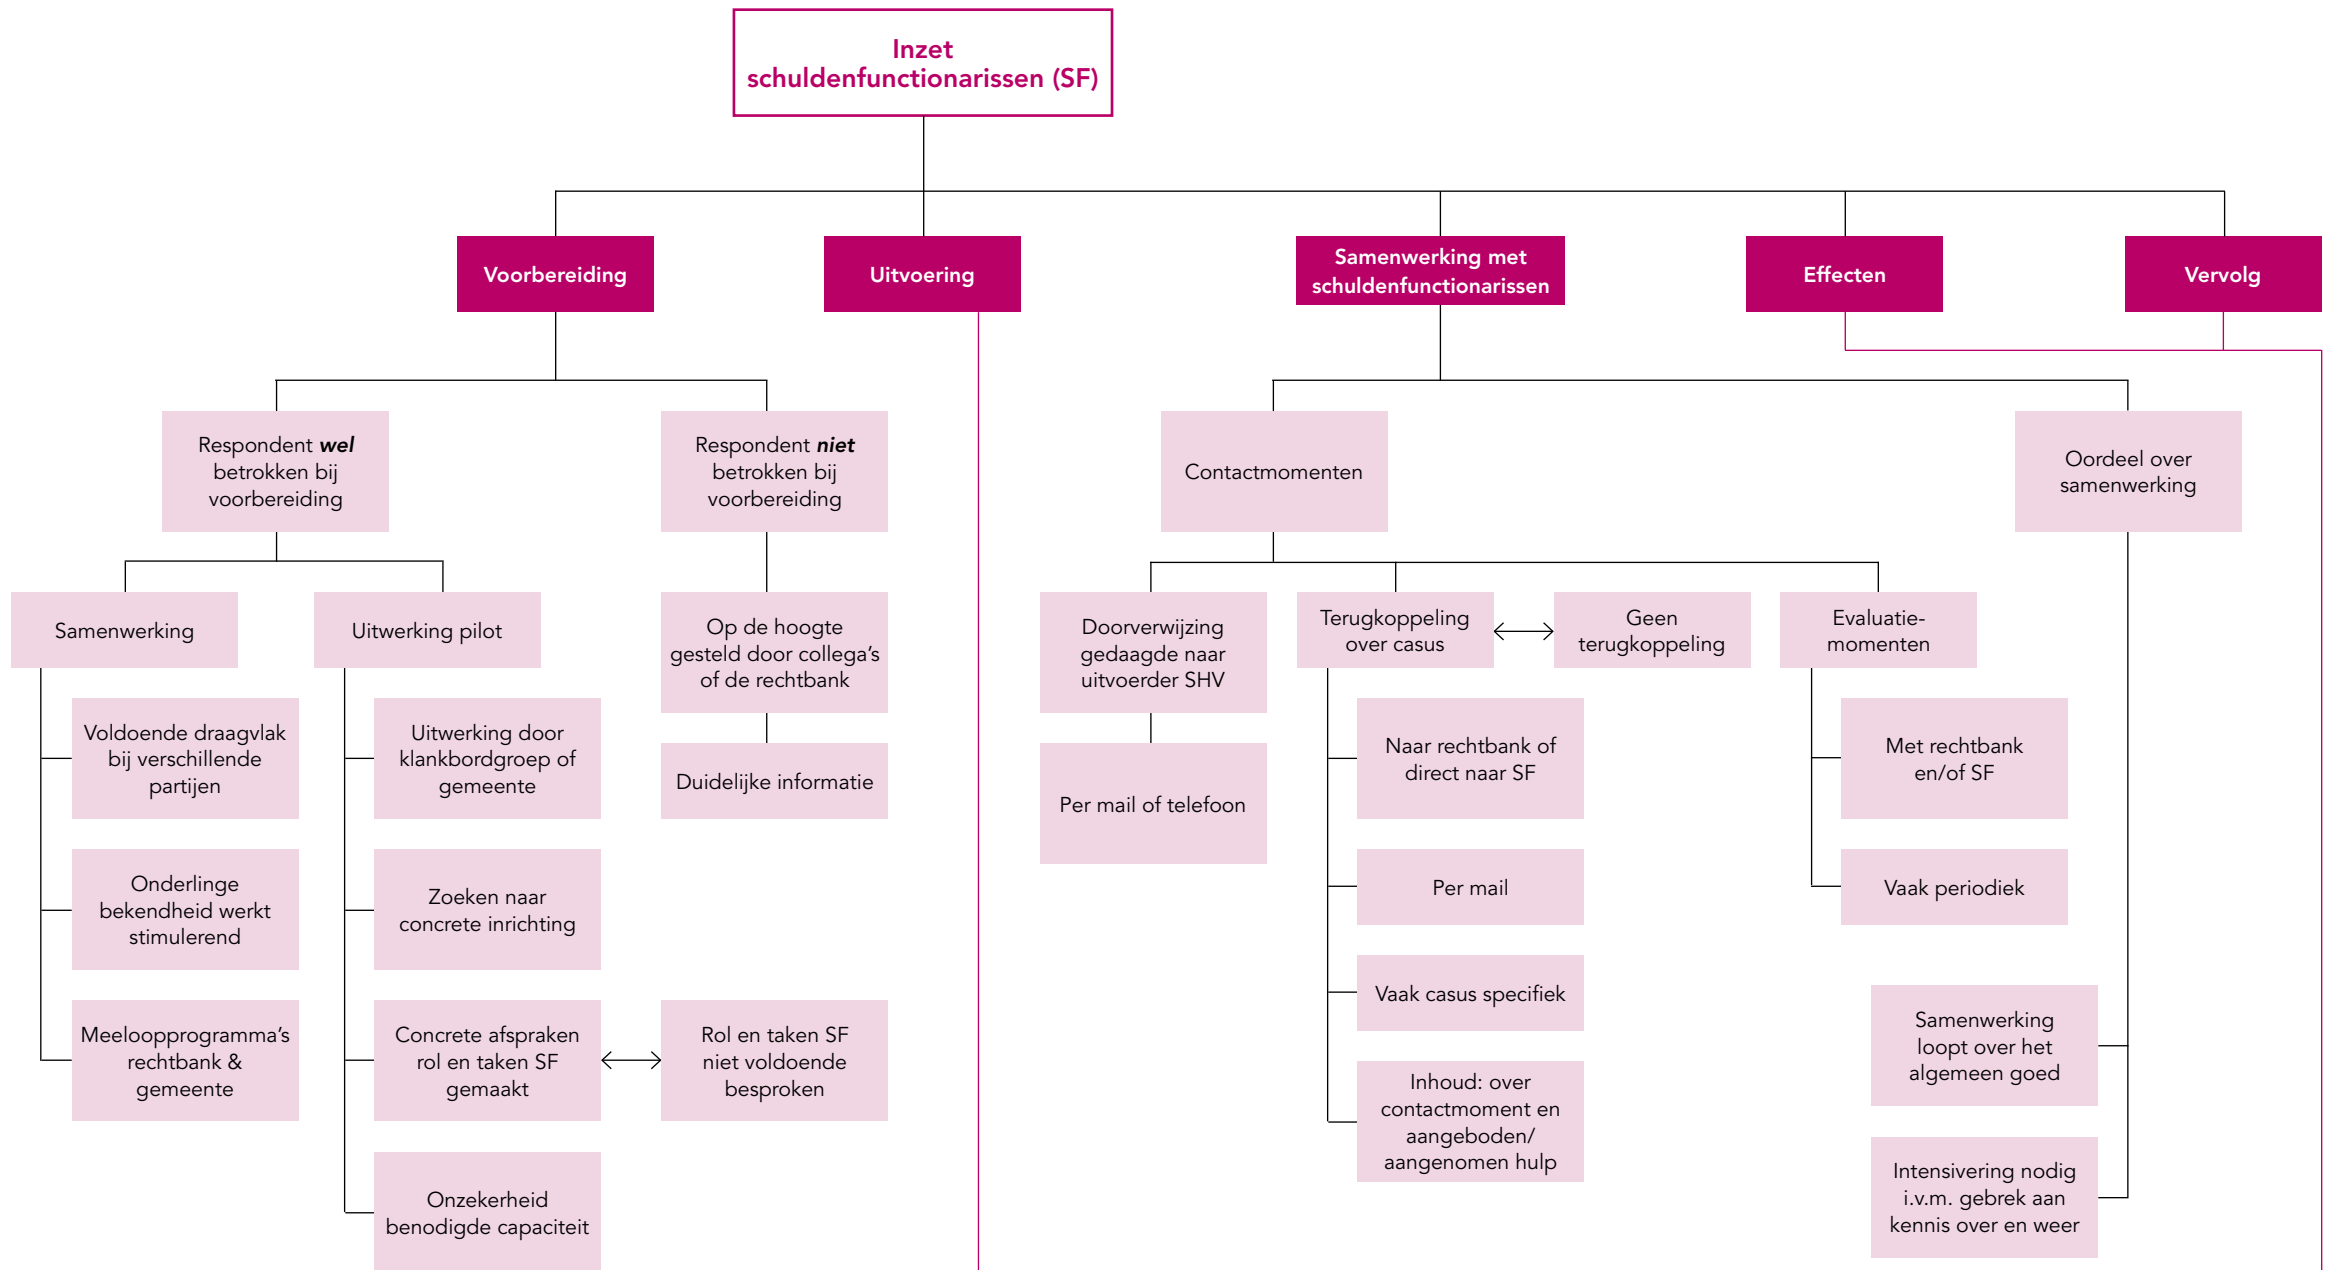 Inzet
schuldenfunctionarissen (SF)
Voorbereiding
Uitvoering
Samenwerking met
schuldenfunctionarissen
Effecten
Vervolg
Respondent wel
betrokken bij
voorbereiding
Respondent niet
betrokken bij
voorbereiding
Contactmomenten
Oordeel over
samenwerking
Samenwerking
Uitwerking pilot
Op de hoogte
gesteld door collega's
of de rechtbank
Doorverwijzing
gedaagde naar
uitvoerder SHV
Terugkoppeling
over casus
Geen
terugkoppeling
Evaluatie-
momenten
Voldoende draagvlak
bij verschillende
partijen
Uitwerking door
klankbordgroep of
gemeente
Duidelijke informatie
Per mail of telefoon
Naar rechtbank of
direct naar SF
Met rechtbank
en/of SF
Onderlinge
bekendheid werkt
stimulerend
Zoeken naar
concrete inrichting
Per mail
Vaak periodiek
Vaak casus specifiek
Meeloopprogramma's
rechtbank &
gemeente
Concrete afspraken
rol en taken SF
gemaakt
Rol en taken SF
niet voldoende
besproken
Inhoud: over
contactmoment en
aangeboden/
aangenomen hulp
Samenwerking
loopt over het
algemeen goed
Onzekerheid
benodigde capaciteit
Intensivering nodig
i.v.m. gebrek aan
kennis over en weer